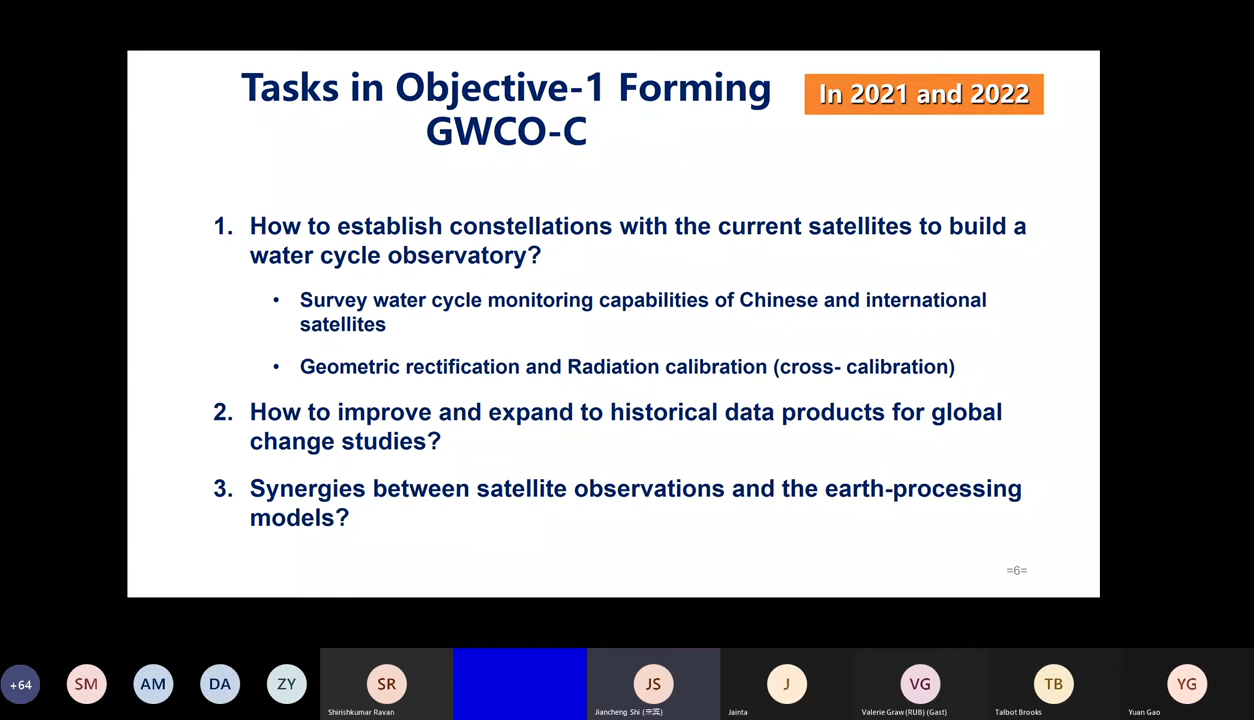 Tasks in Objective-1 Forming
GWCO-C
In 2021 and 2022
1. How to establish constellations with the current satellites to build a
water cycle observatory?
• Survey water cycle monitoring capabilities of Chinese and international
satellites
• Geometric rectification and Radiation calibration (cross- calibration)
2. How to improve and expand to historical data products for global
change studies?
3. Synergies between satellite observations and the earth-processing
models?
=6=
+64
SM
AM
DA
ZY
SR
JS
J
VG
TB
YG
Shirishkumar Ravan
Jiancheng Shi (来宾)
Jainta
Valerie Graw (RUB) (Gast)
Talbot Brooks
Yuan Gao